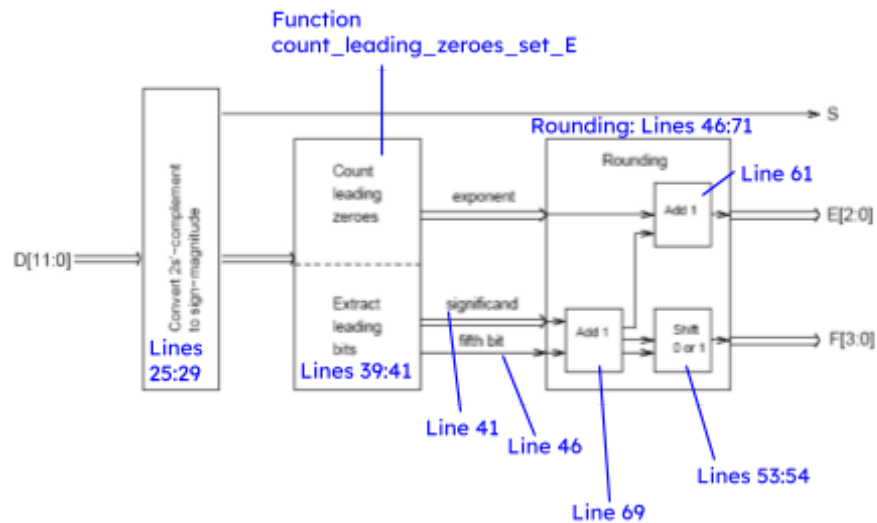 Function
count_leading_zeroes_set_E
S
Rounding: Lines 46:71
Count
leading
zeroes
Rounding
Line 61
exponent
Add 1
E[2:0]
D[11:0]
Convert 2s'-complement
to sign-magnitude
Extract
leading
bits
significand
fifth bit
Add 1
Shift
0 or 1
F[3:0]
Lines
25:29
Lines 39:41
Line 41
Line 46
Lines 53:54
Line 69